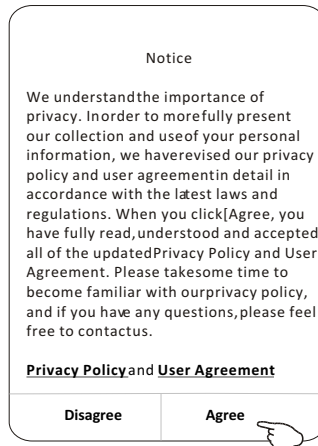 Notice
We understandthe importance of
privacy. Inorder to morefully present
our collection and useof your personal
information, we haverevised our privacy
policy and user agreementin detail in
accordance with the latest laws and
regulations. When you click[Agree, you
have fully read,understood and accepted
all of the updatedPrivacy Policy and User
Agreement. Please takesome time to
become familiar with ourprivacy policy,
and if you have any questions,please feel
free to contactus.
Privacy Policy and User Agreement
Disagree Agree